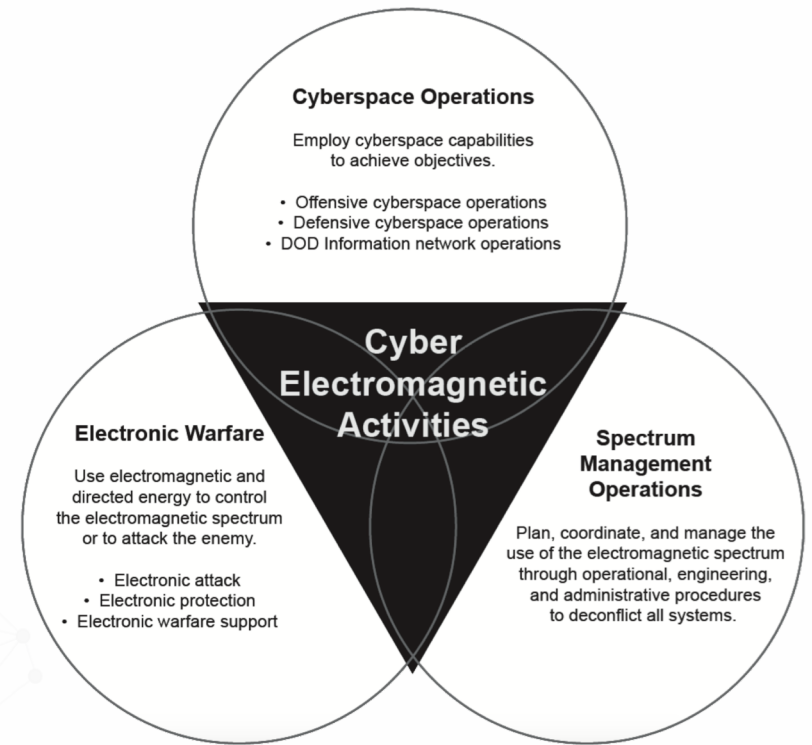 Cyberspace Operations
Employ cyberspace capabilities
to achieve objectives.
• Offensive cyberspace operations
• Defensive cyberspace operations
• DOD Information network operations
Cyber
Electromagnetic
Activities
Electronic Warfare
Use electromagnetic and
directed energy to control
the electromagnetic spectrum
or to attack the enemy.
• Electronic attack
• Electronic protection
• Electronic warfare support
Spectrum
Management
Operations
Plan, coordinate, and manage the
use of the electromagnetic spectrum
through operational, engineering,
and administrative procedures
to deconflict all systems.